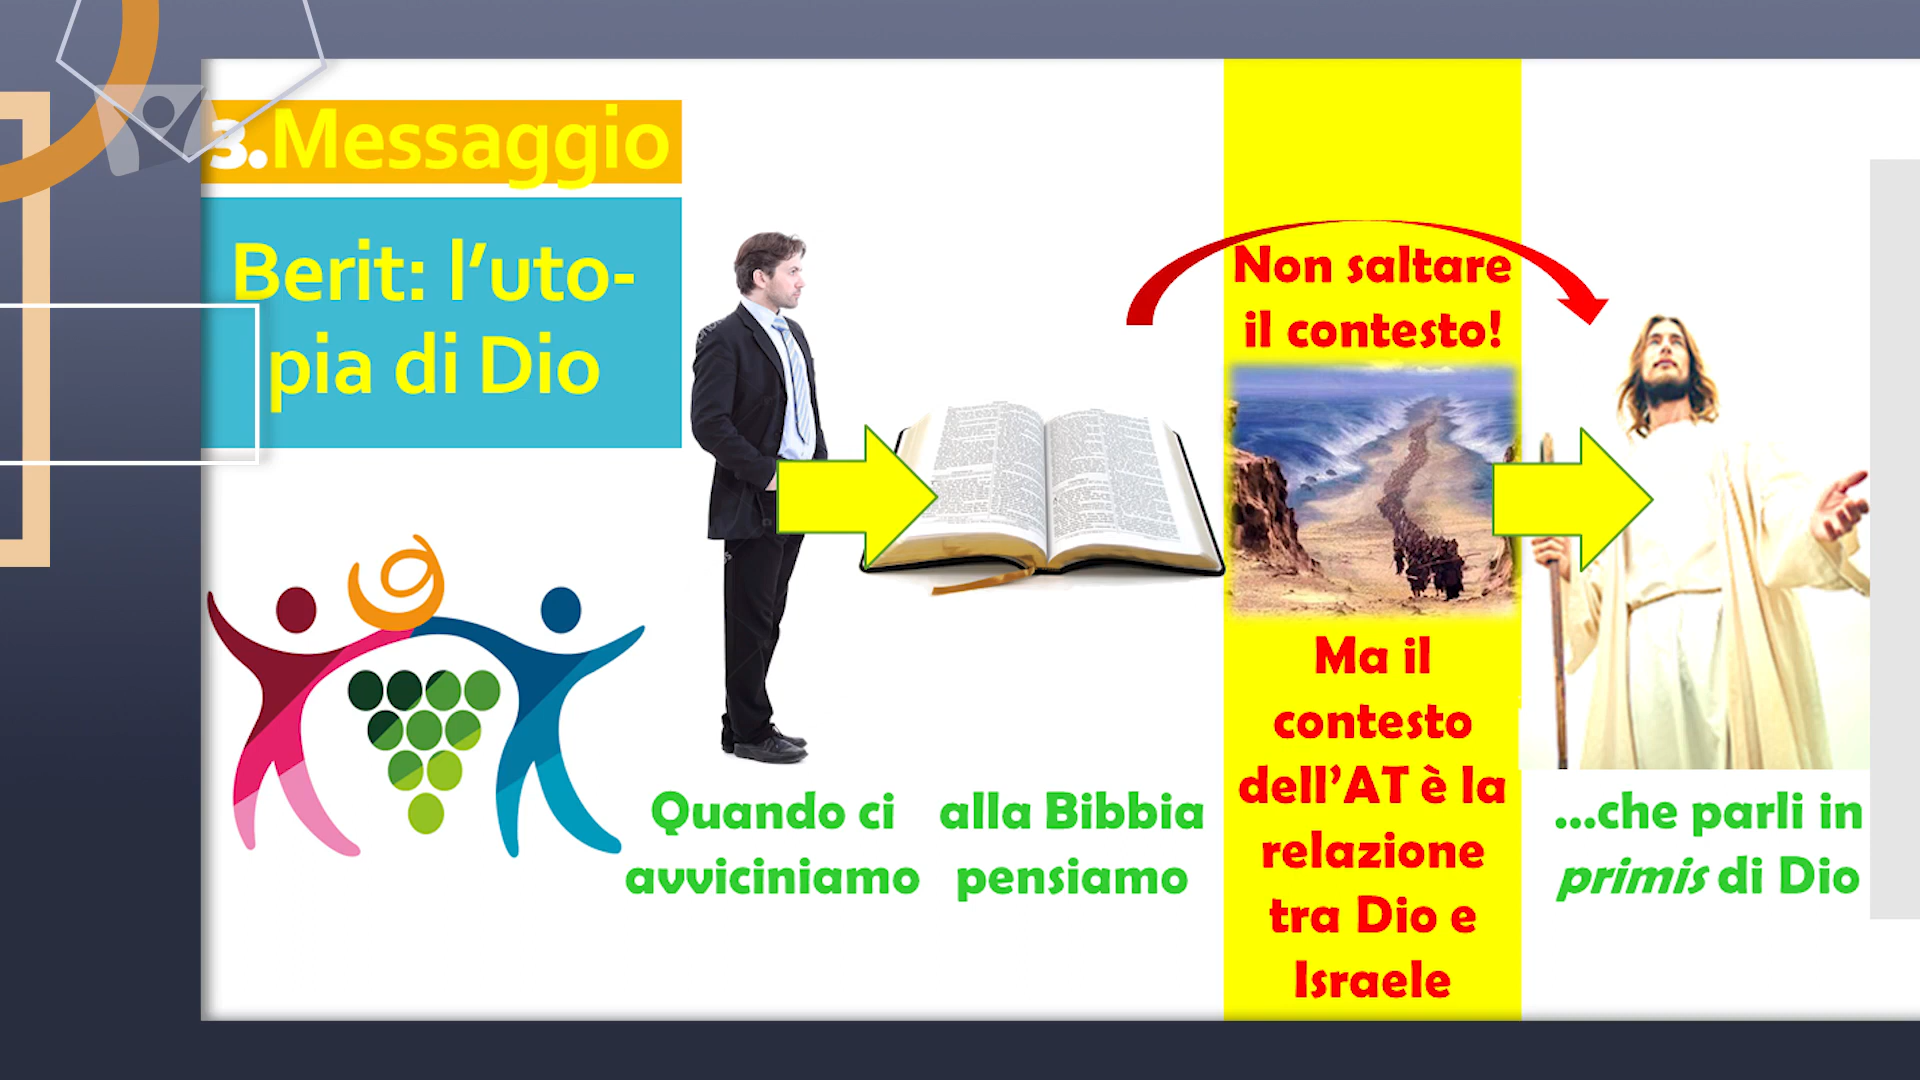 3.Messaggio
Berit: l’uto-
pia di Dio
Non saltare
il contesto!
Ma il
contesto
dell’AT è la
relazione
tra Dio e
Israele
Quando ci
avviciniamo
alla Bibbia
pensiamo
...che parli in
primis di Dio